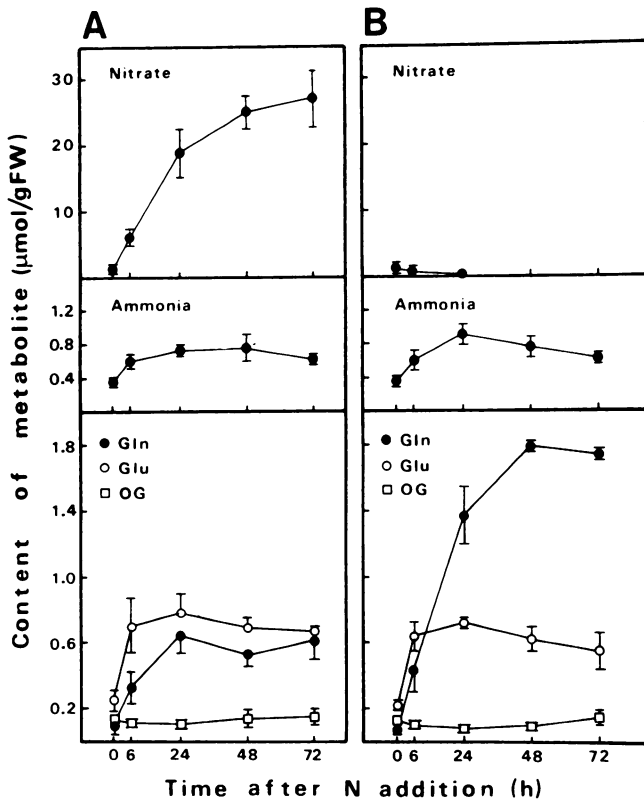 A
B
Content of metabolite (μmol/gFW)
Nitrate
30
20
10
Ammonia
1.2
0.8
0.4
Gln
Glu
OG
1.8
1.4
1.0
0.6
0.2
0 6 24 48 72
Nitrate
Ammonia
Gln
Glu
OG
0 6 24 48 72
Time after N addition (h)